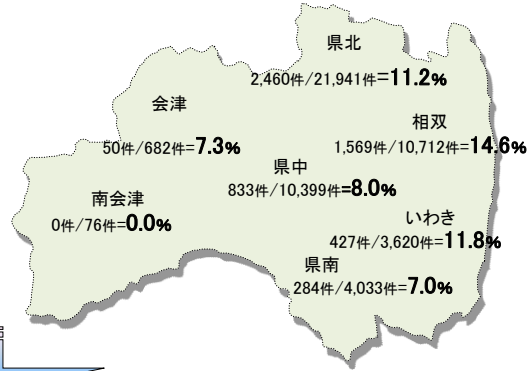 県北
2,460件/21,941件=11.2%
会津
50件/682件=7.3%
相双
1,569件/10,712件=14.6%
県中
833件/10,399件=8.0%
南会津
0件/76件=0.0%
いわき
427件/3,620件=11.8%
県南
284件/4,033件=7.0%